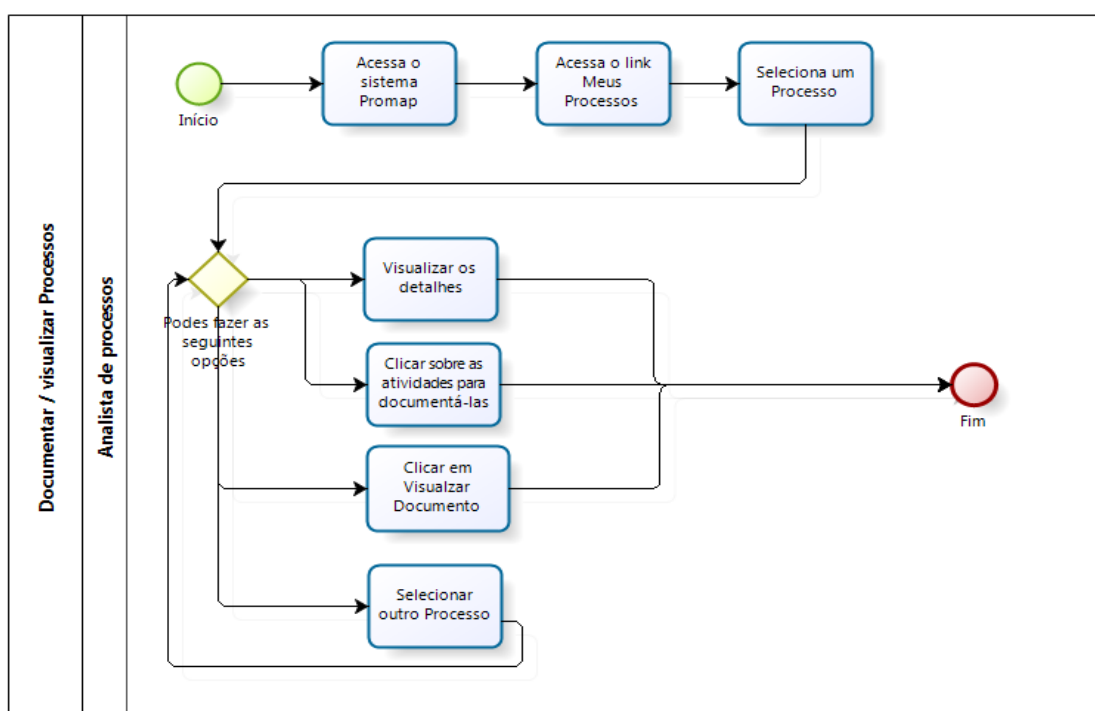 Documentar / visualizar Processos
Analista de processos
Início
Acessa o
sistema
Promap
Acessa o link
Meus
Processos
Seleciona um
Processo
Podes fazer as
seguintes
opções
Visualizar os
detalhes
Clicar sobre as
atividades para
documentá-las
Clicar em
Visualzar
Documento
Selecionar
outro Processo
Fim